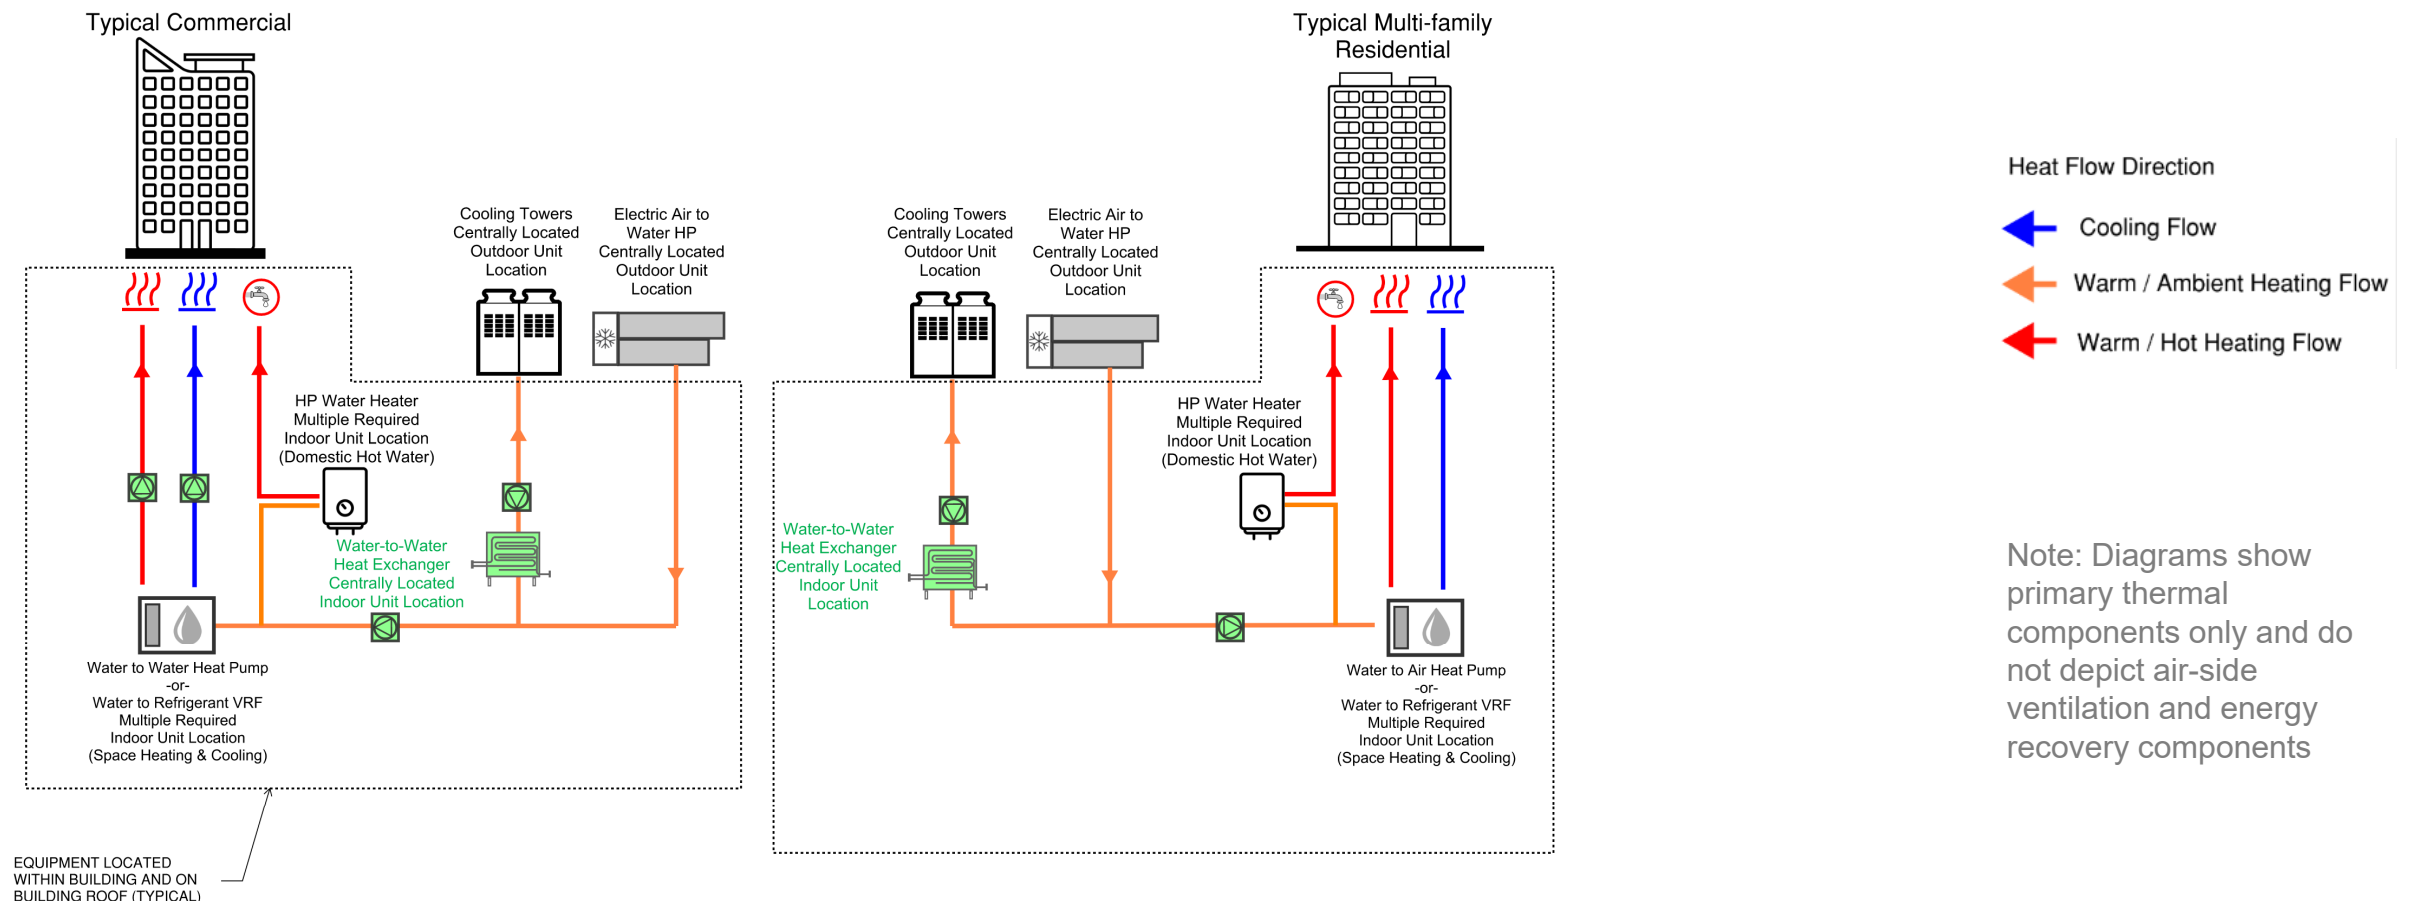 Typical Commercial
Typical Multi-family
Residential
Cooling Towers
Centrally Located
Outdoor Unit
Location
Electric Air to
Water HP
Centrally Located
Outdoor Unit
Location
HP Water Heater
Multiple Required
Indoor Unit Location
(Domestic Hot Water)
Water-to-Water
Heat Exchanger
Centrally Located
Indoor Unit Location
Water to Water Heat Pump
-or-
Water to Refrigerant VRF
Multiple Required
Indoor Unit Location
(Space Heating & Cooling)
EQUIPMENT LOCATED
WITHIN BUILDING AND ON
BUILDING ROOF (TYPICAL)
Cooling Towers
Centrally Located
Outdoor Unit
Location
Electric Air to
Water HP
Centrally Located
Outdoor Unit
Location
HP Water Heater
Multiple Required
Indoor Unit Location
(Domestic Hot Water)
Water-to-Water
Heat Exchanger
Centrally Located
Indoor Unit
Location
Water to Air Heat Pump
-or-
Water to Refrigerant VRF
Multiple Required
Indoor Unit Location
(Space Heating & Cooling)
Heat Flow Direction
Cooling Flow
Warm / Ambient Heating Flow
Warm / Hot Heating Flow
Note: Diagrams show
primary thermal
components only and do
not depict air-side
ventilation and energy
recovery components